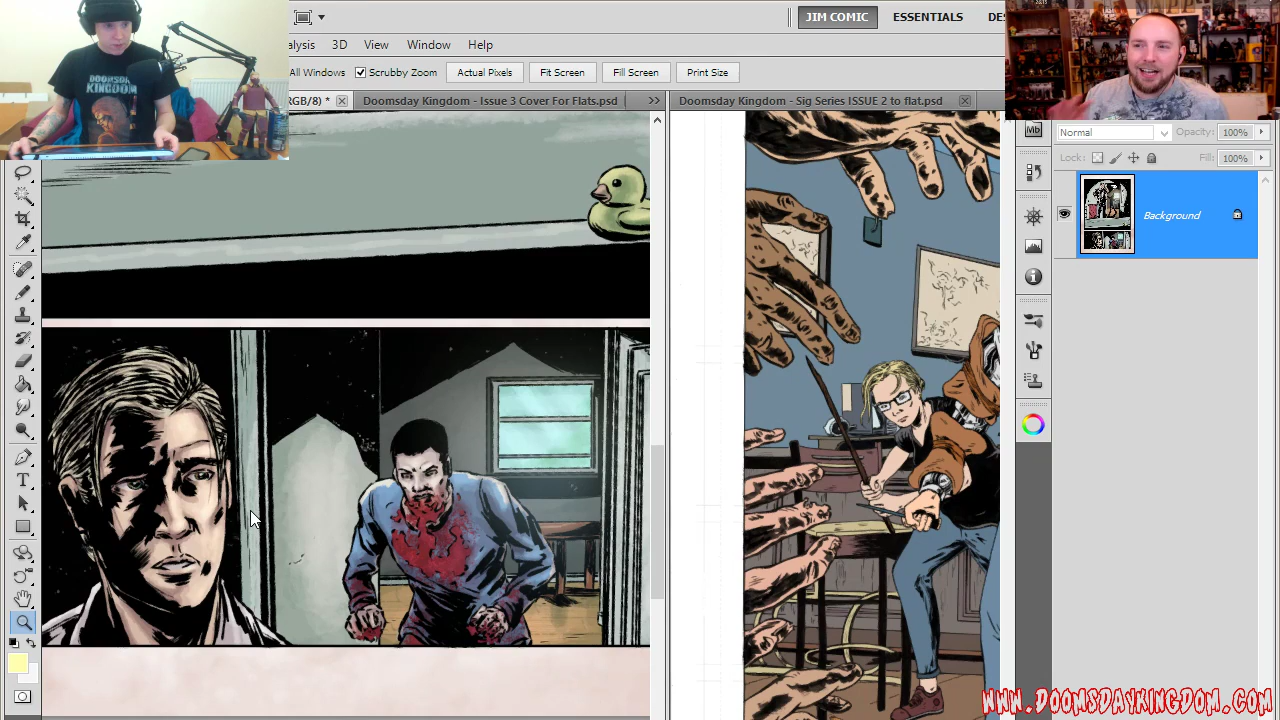 DOOMSDAY
KINGDOM
JIM COMIC
ESSENTIALS
DES
alysis 3D View Window Help
All Windows
Scrubby Zoom
Actual Pixels
Fit Screen
Fill Screen
Print Size
RGB/8) *
Doomsday Kingdom - Issue 3 Cover For Flats.psd
>>
Doomsday Kingdom - Sig Series ISSUE 2 to flat.psd
Mb
Normal
Opacity: 100%
Lock:
Fill: 100%
Background
T
www.DOOMSDAYKINGDOM.COM